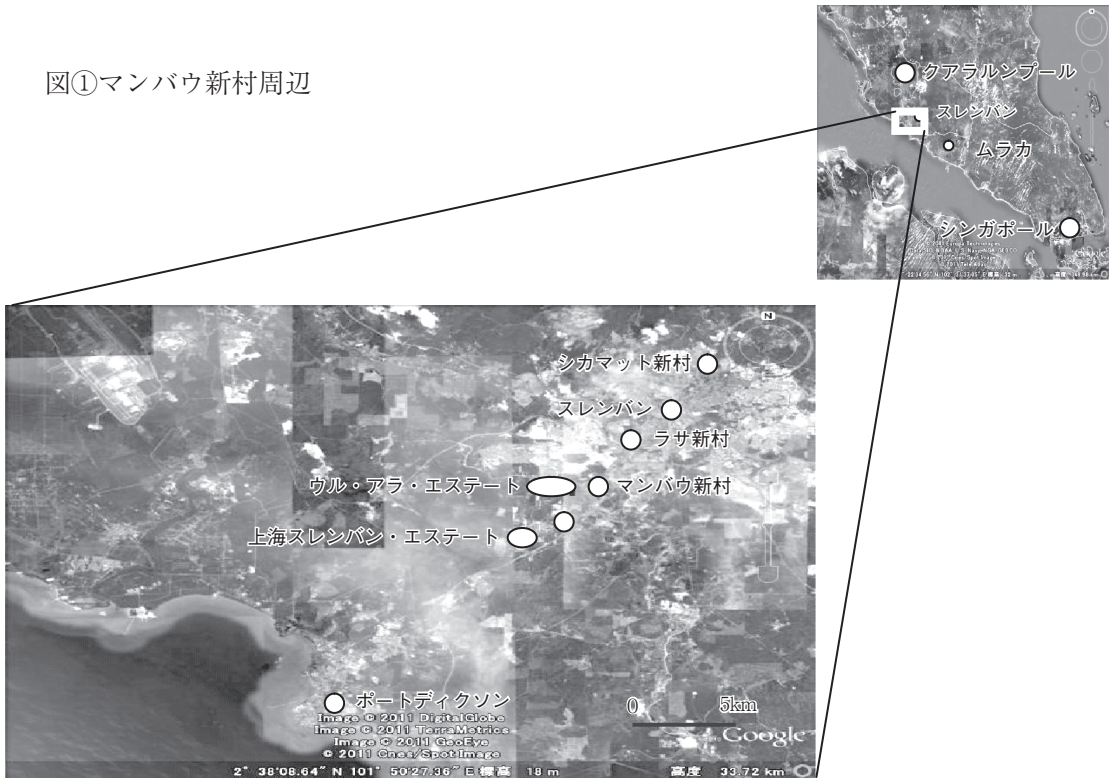 図①マンバウ新村周辺
クアラルンプール
スレンバン
ムラカ
シンガポール
N
シカマット新村
スレンバン
ラサ新村
ウル・アラ・エステート
マンバウ新村
上海スレンバン・エステート
ポートディクソン
0 5km
Image © 2011 DigitalGlobe
Image © 2011 TerraMetrics
Image © 2011 GeoEye
© 2011 Cnes/Spot Image
Google
2° 38'08.64" N 101° 50'27.36" E 標高 18 m 高度 33.72 km